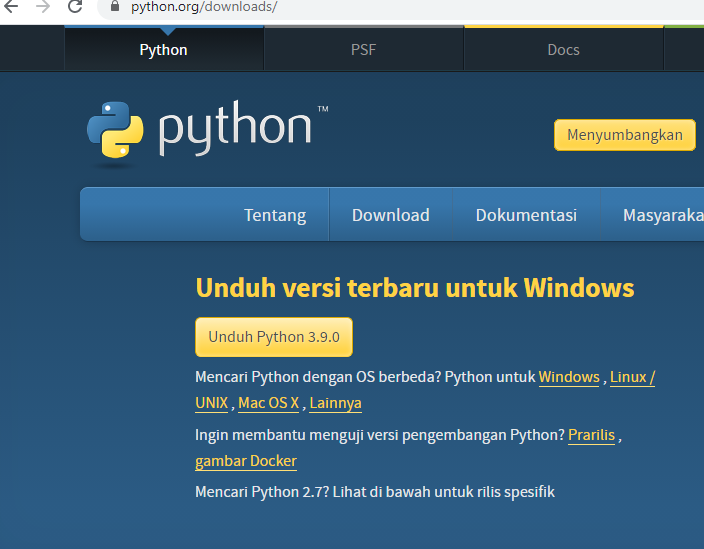 python.org/downloads/
Python PSF Docs
python™
Menyumbangkan
Tentang Download Dokumentasi Masyaraka
Unduh versi terbaru untuk Windows
Unduh Python 3.9.0
Mencari Python dengan OS berbeda? Python untuk Windows , Linux /
UNIX , Mac OS X , Lainnya
Ingin membantu menguji versi pengembangan Python? Prarilis ,
gambar Docker
Mencari Python 2.7? Lihat di bawah untuk rilis spesifik